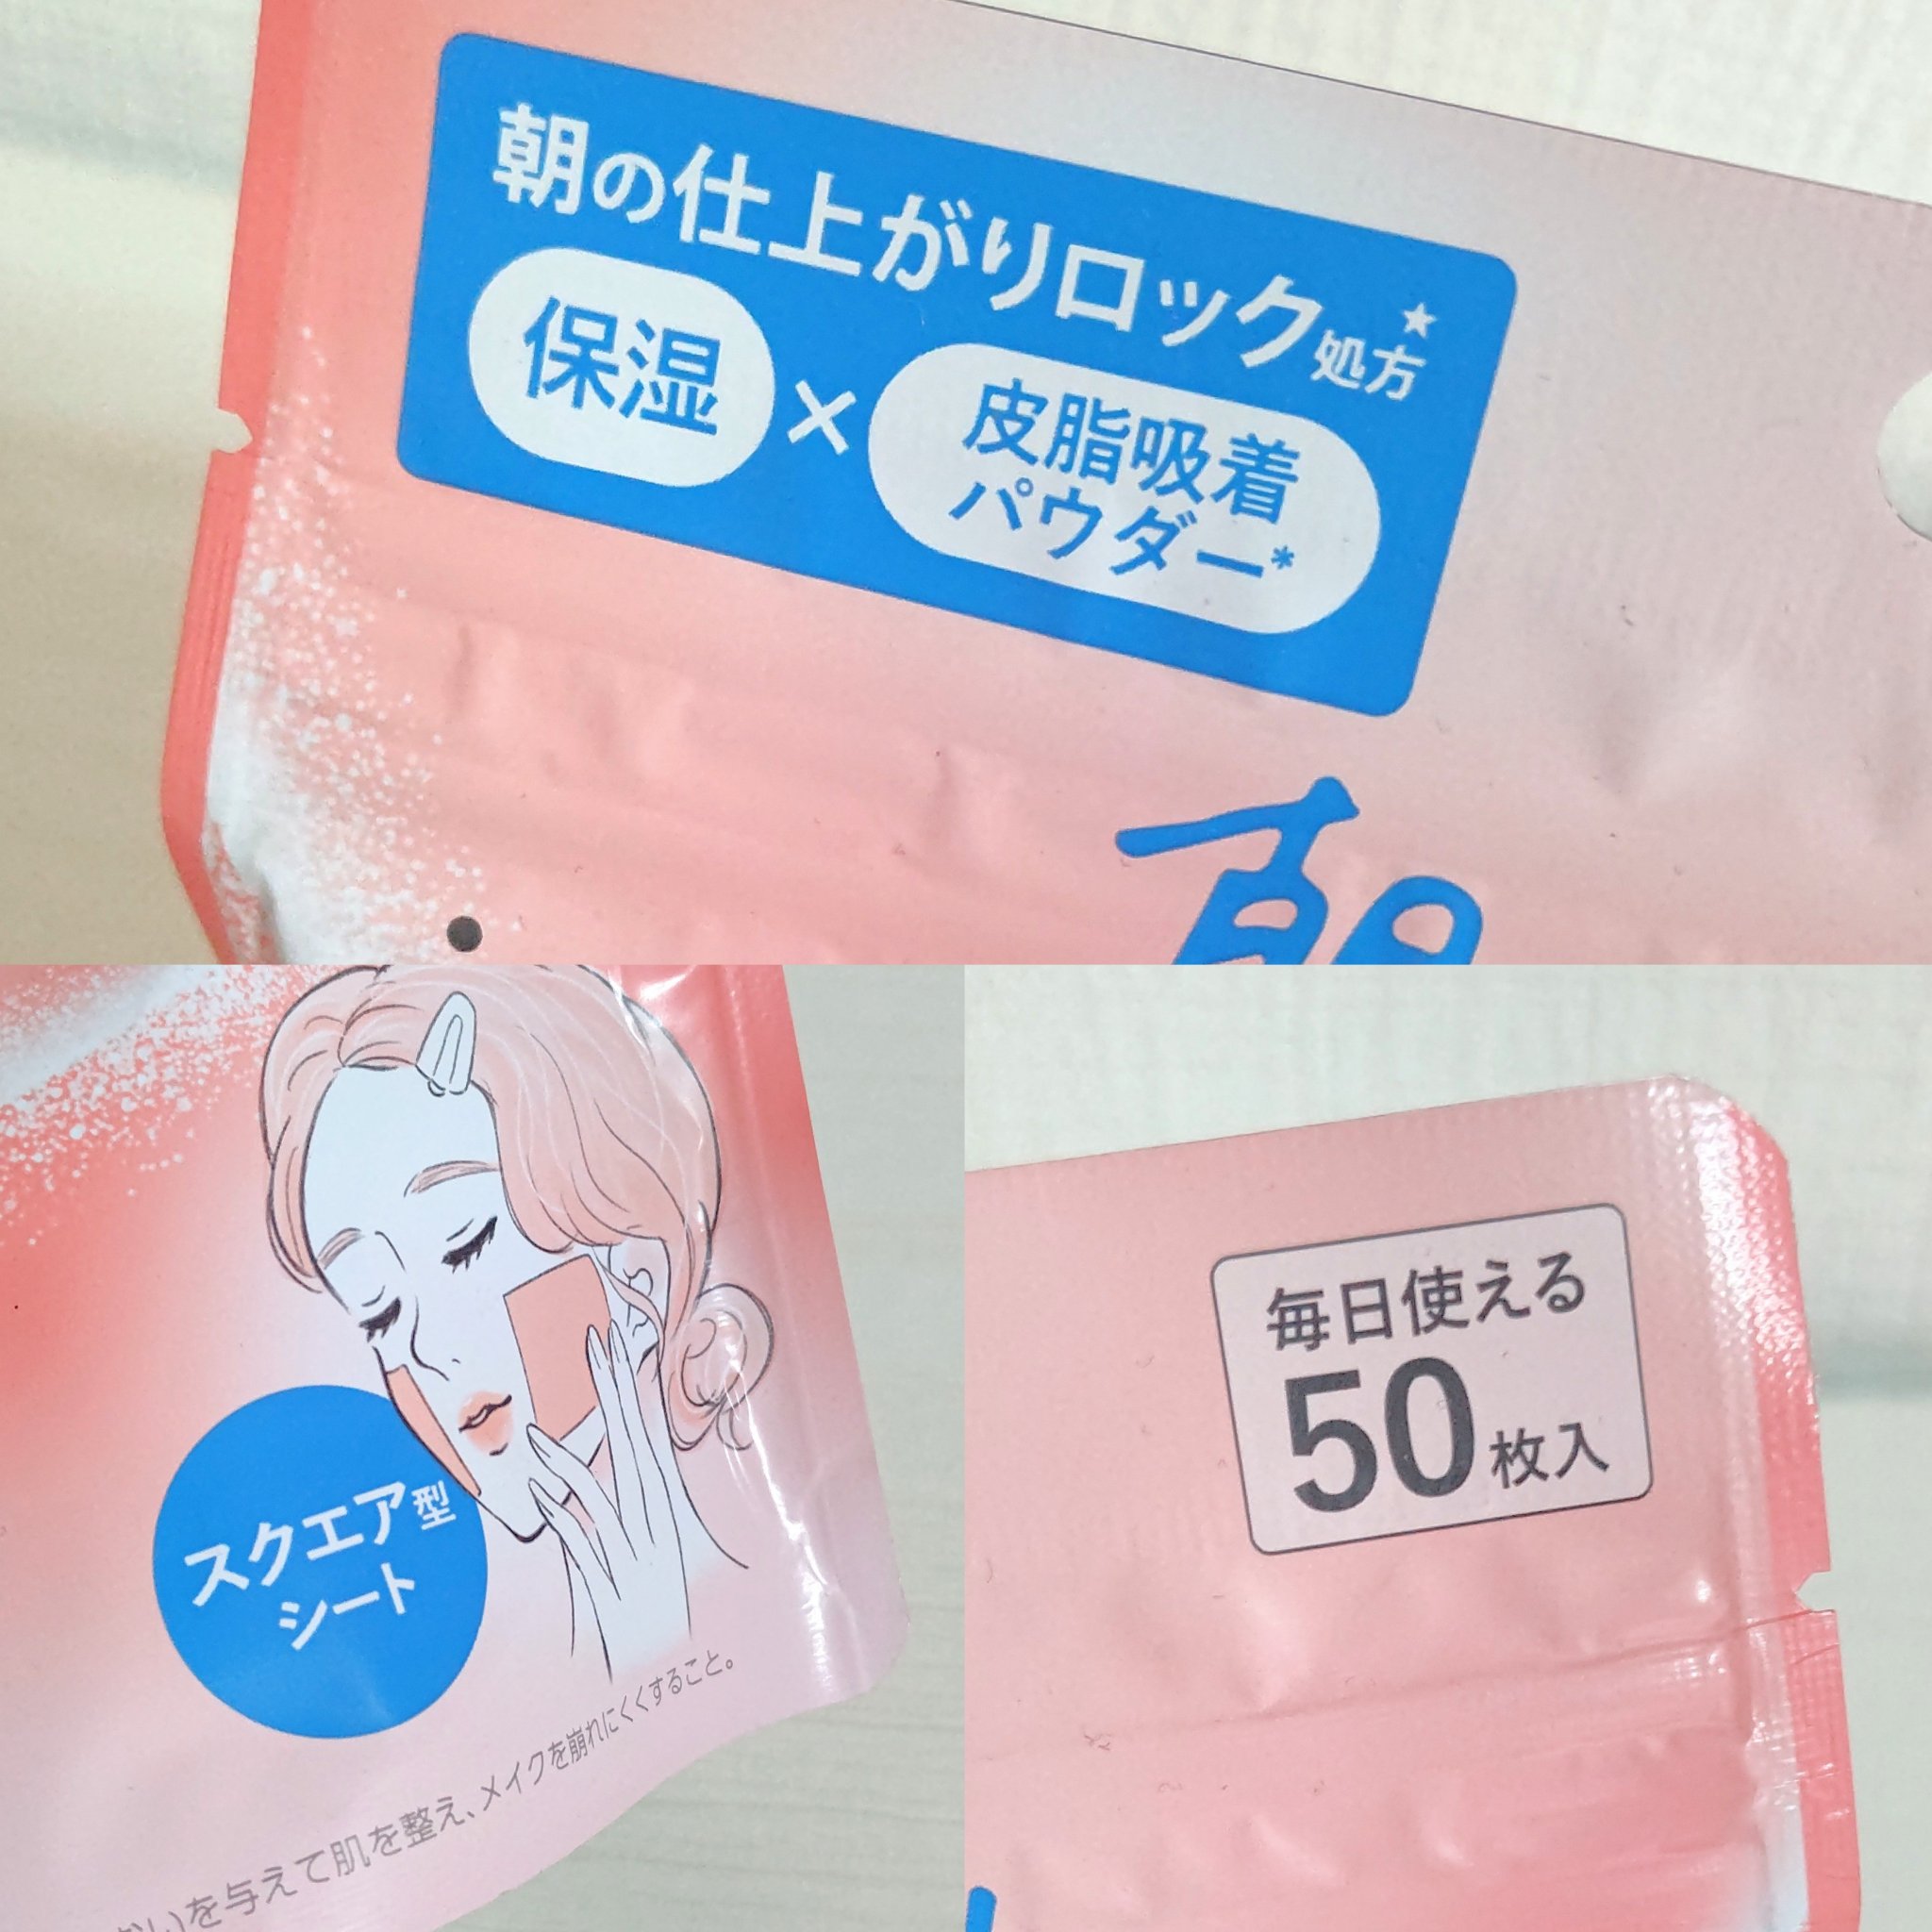 朝の仕上がりロック処方★
保湿×皮脂吸着
パウダー*
朝
スクエア型
シート
いを与えて肌を整え、メイクを崩れにくくすること。
毎日使える
50枚入